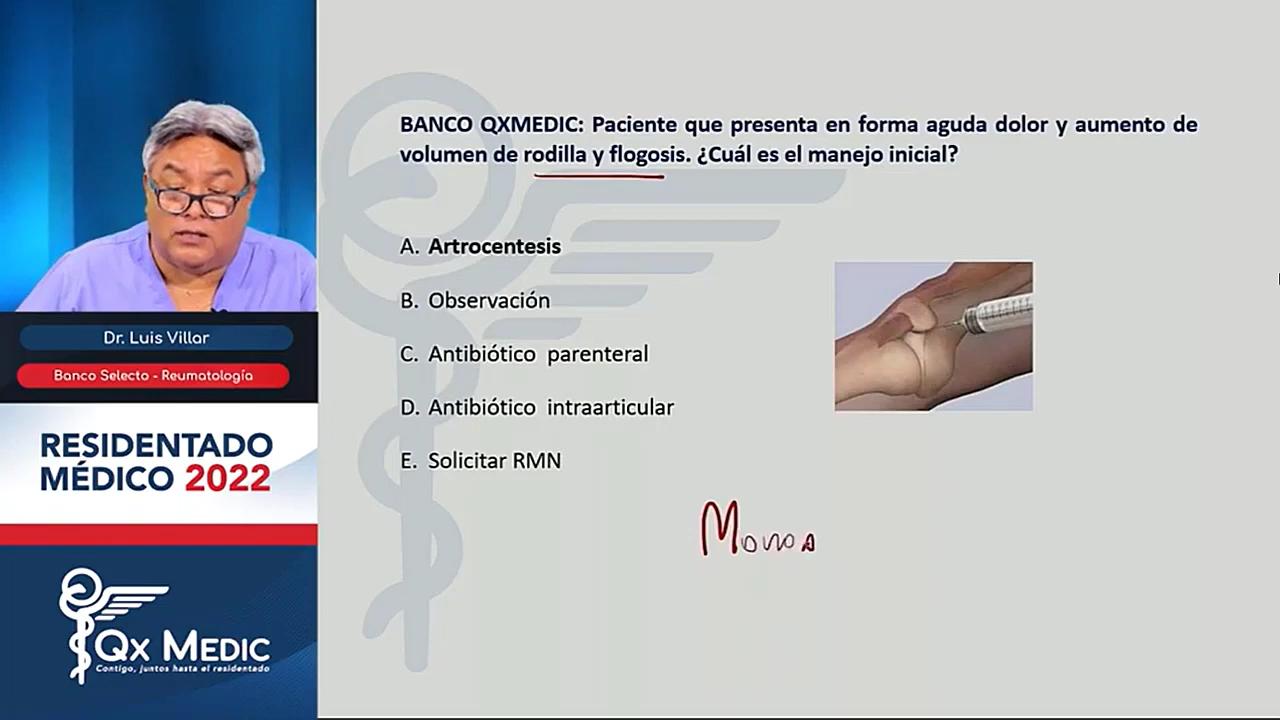 BANCO QXMEDIC: Paciente que presenta en forma aguda dolor y aumento de
volumen de rodilla y flogosis. ¿Cuál es el manejo inicial?
A. Artrocentesis
B. Observación
C. Antibiótico parenteral
D. Antibiótico intraarticular
E. Solicitar RMN
MonoA
Dr. Luis Villar
Banco Selecto - Reumatología
RESIDENTADO
MÉDICO 2022
QX MEDIC
Contigo, juntos hasta el residentado